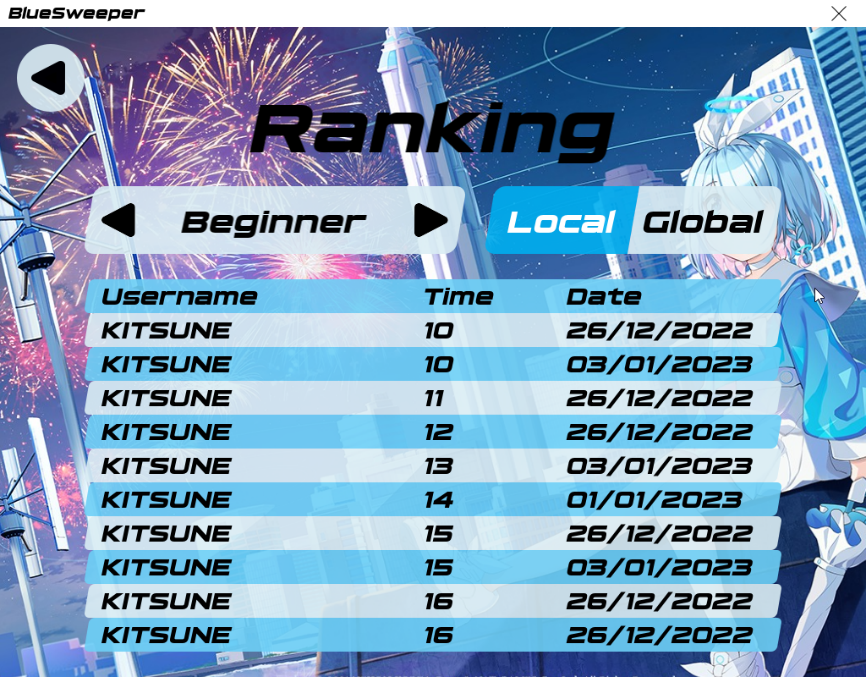 BlueSweeper
Ranking
Beginner Local Global
Username Time Date
KITSUNE 10 26/12/2022
KITSUNE 10 03/01/2023
KITSUNE 11 26/12/2022
KITSUNE 12 26/12/2022
KITSUNE 13 03/01/2023
KITSUNE 14 01/01/2023
KITSUNE 15 26/12/2022
KITSUNE 15 03/01/2023
KITSUNE 16 26/12/2022
KITSUNE 16 26/12/2022